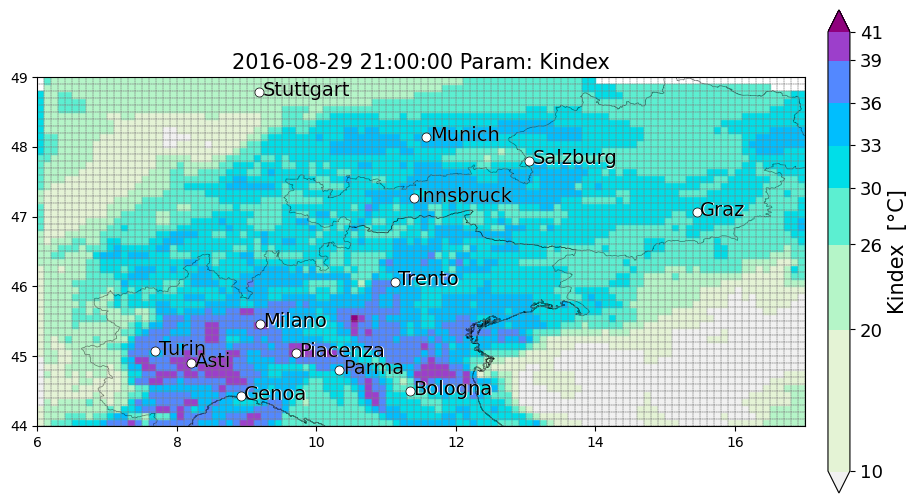 2016-08-29 21:00:00 Param: Kindex
41
39
36
33
30
26
20
10
Kindex [°C]
49
48
47
46
45
44
6
8
10
12
14
16
Stuttgart
Munich
Salzburg
Innsbruck
Graz
Trento
Milano
Turin
Piacenza
Asti
Parma
Genoa
Bologna